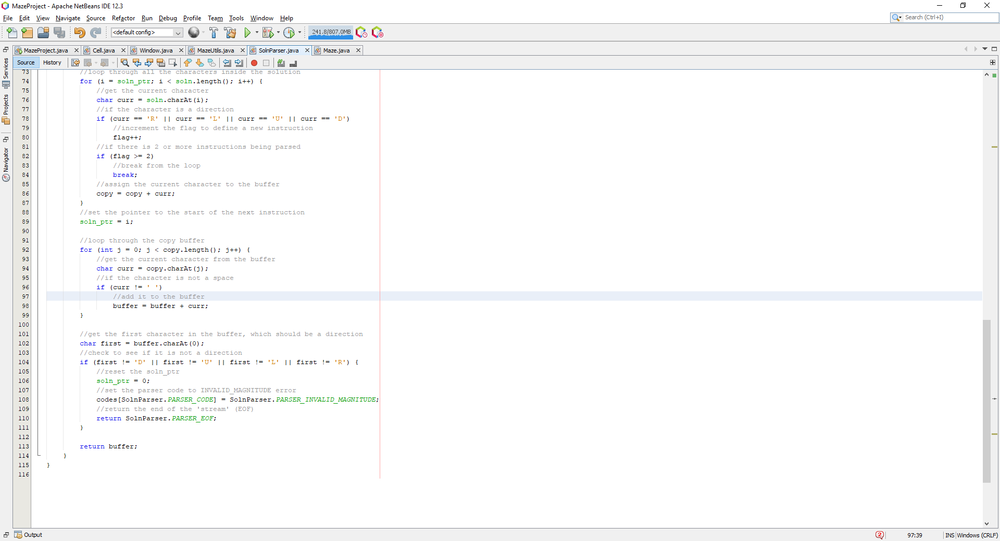 MazeProject - Apache NetBeans IDE 12.3
File Edit View Navigate Source Refactor Run Debug Profile Team Tools Window Help
Search (Ctrl+I)
<default config>
241.8/807.0MB
MazeProject.java Cell.java Window.java MazeUtils.java SolnParser.java Maze.java
Source History
Services
Projects
Navigator
73 //loop through all the characters inside the solution
74 for (i = soln_ptr; i < soln.length(); i++) {
75 //get the current character
76 char curr = soln.charAt(i);
77 //if the character is a direction
78 if (curr == 'R' || curr == 'L' || curr == 'U' || curr == 'D')
79 //increment the flag to define a new instruction
80 flag++;
81 //if there is 2 or more instructions being parsed
82 if (flag >= 2)
83 //break from the loop
84 break;
85 //assign the current character to the buffer
86 copy = copy + curr;
87 }
88 //set the pointer to the start of the next instruction
89 soln_ptr = i;
90
91 //loop through the copy buffer
92 for (int j = 0; j < copy.length(); j++) {
93 //get the current character from the buffer
94 char curr = copy.charAt(j);
95 //if the character is not a space
96 if (curr != ' ')
97 //add it to the buffer
98 buffer = buffer + curr;
99 }
100
101 //get the first character in the buffer, which should be a direction
102 char first = buffer.charAt(0);
103 //check to see if it is not a direction
104 if (first != 'D' || first != 'U' || first != 'L' || first != 'R') {
105 //reset the soln_ptr
106 soln_ptr = 0;
107 //set the parser code to INVALID_MAGNITUDE error
108 codes[SolnParser.PARSER_CODE] = SolnParser.PARSER_INVALID_MAGNITUDE;
109 //return the end of the 'stream' (EOF)
110 return SolnParser.PARSER_EOF;
111 }
112
113 return buffer;
114 }
115 }
116
Output
2
97:39
INS Windows (CRLF)